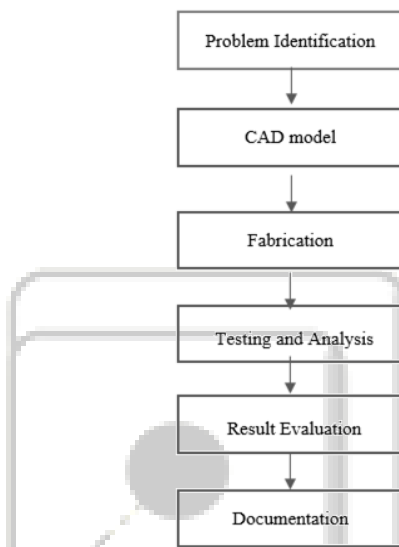 Problem Identification
CAD model
Fabrication
Testing and Analysis
Result Evaluation
Documentation